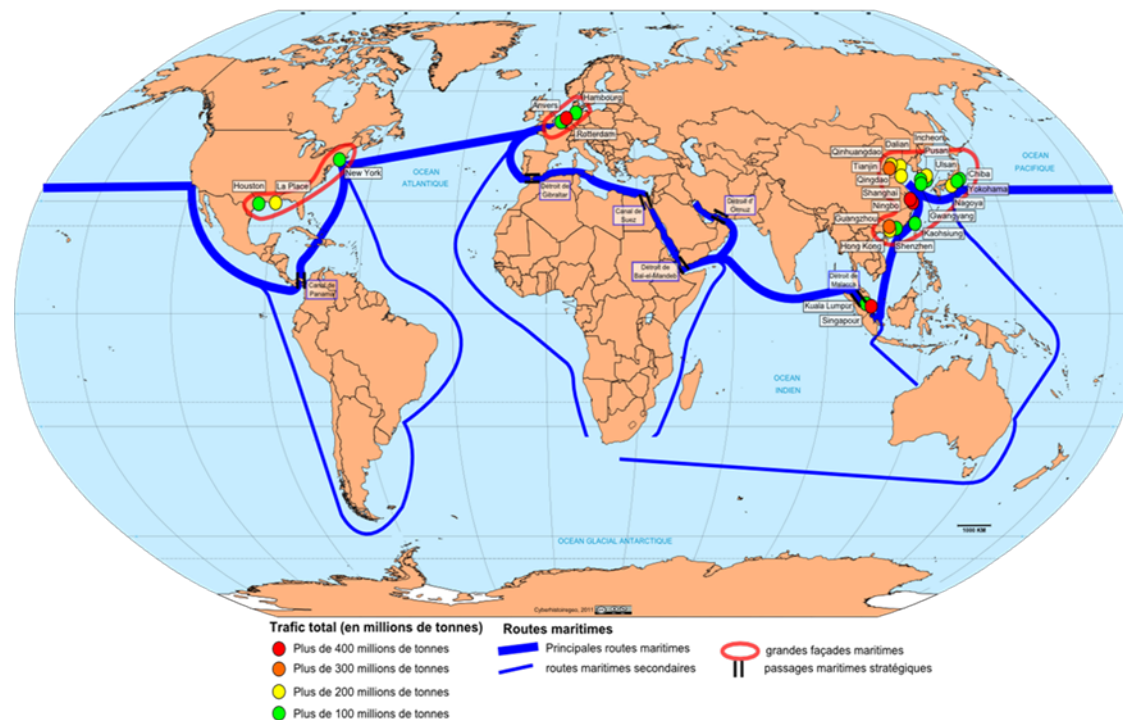 Anvers
Hambourg
Rotterdam
Houston
La Place
New York
OCEAN
ATLANTIQUE
Détroit de
Gibraltar
Canal de
Suez
Détroit d'
Ormuz
Détroit de
Bal-el-Mandeb
Canal de
Panama
Incheon
Dalian
Pusan
Qinhuangdao
Ulsan
Tianjin
Chiba
Qingdao
Yokohama
Shanghai
Nagoya
Ningbo
Gwangyang
Guangzhou
Kaohsiung
Hong Kong
Shenzhen
OCEAN
PACIFIQUE
Détroit de
Malacca
Kuala Lumpur
Singapour
OCEAN
INDIEN
1000 KM
OCEAN GLACIAL ANTARCTIQUE
Cyberhistoiregeo, 2011
Trafic total (en millions de tonnes)
Plus de 400 millions de tonnes
Plus de 300 millions de tonnes
Plus de 200 millions de tonnes
Plus de 100 millions de tonnes
Routes maritimes
Principales routes maritimes
routes maritimes secondaires
grandes façades maritimes
passages maritimes stratégiques